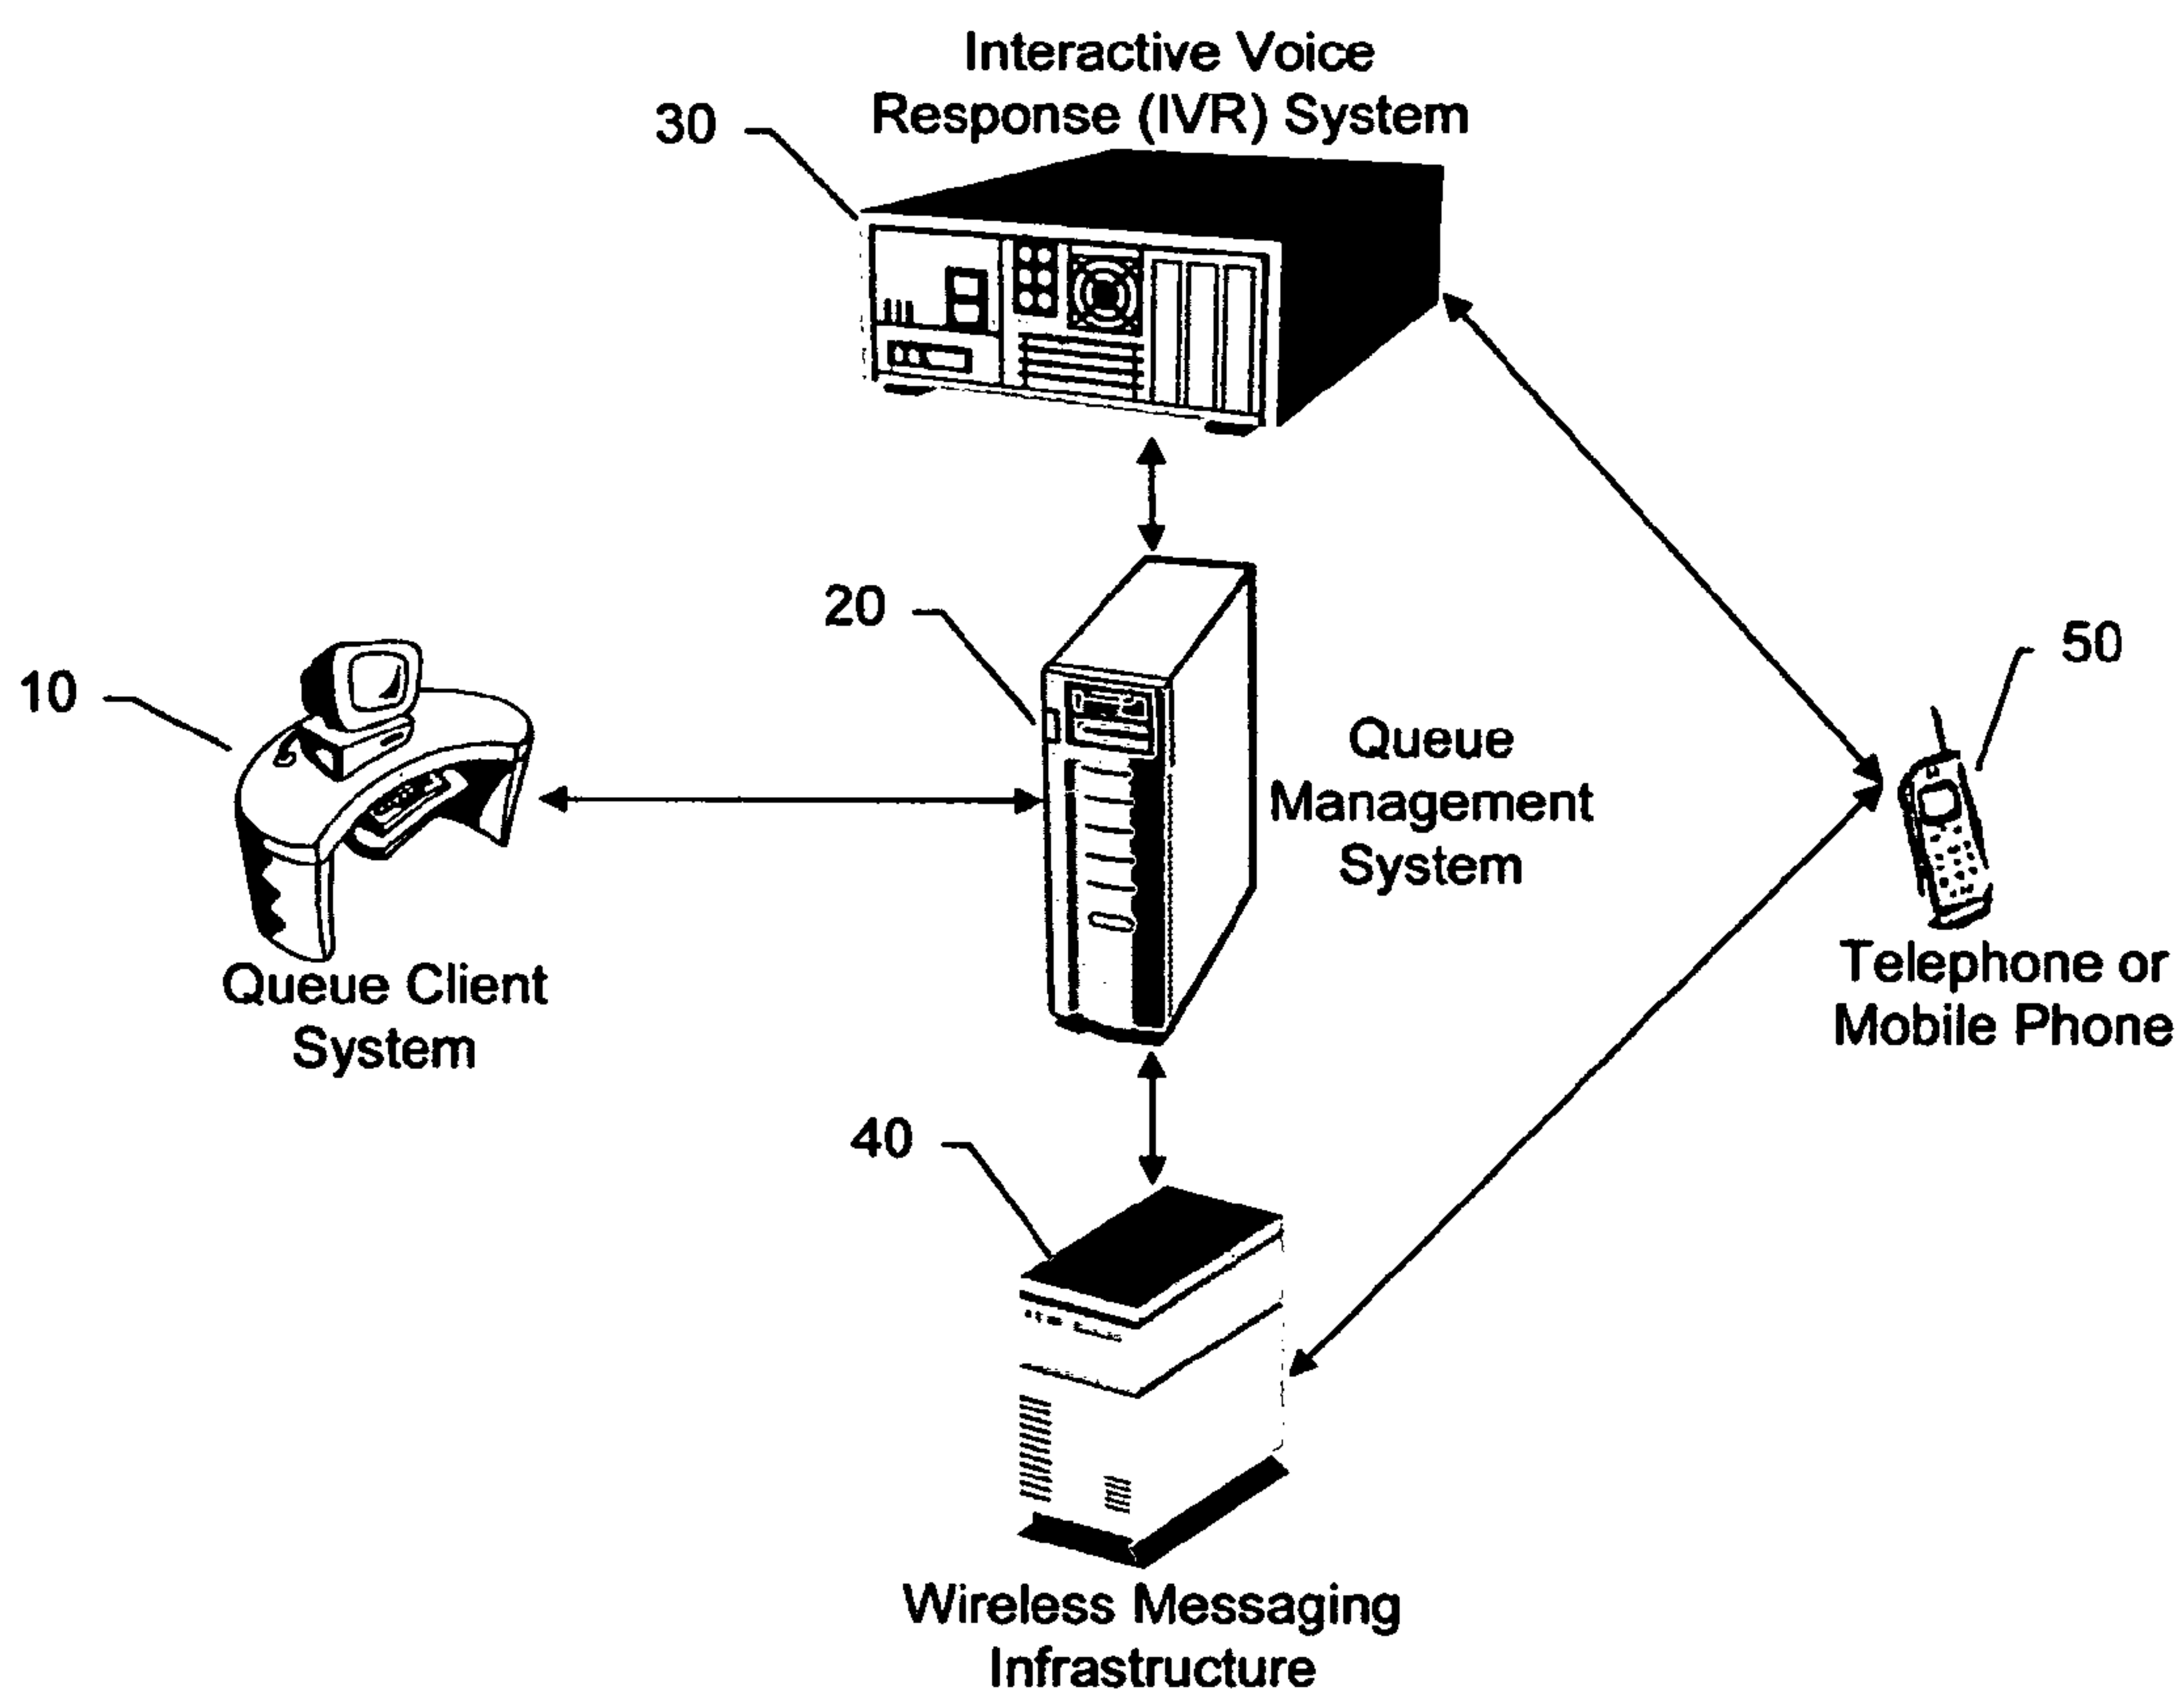 Interactive Voice
Response (IVR) System
30
20
10
50
Queue
Management
System
Telephone or
Mobile Phone
Queue Client
System
40
Wireless Messaging
Infrastructure